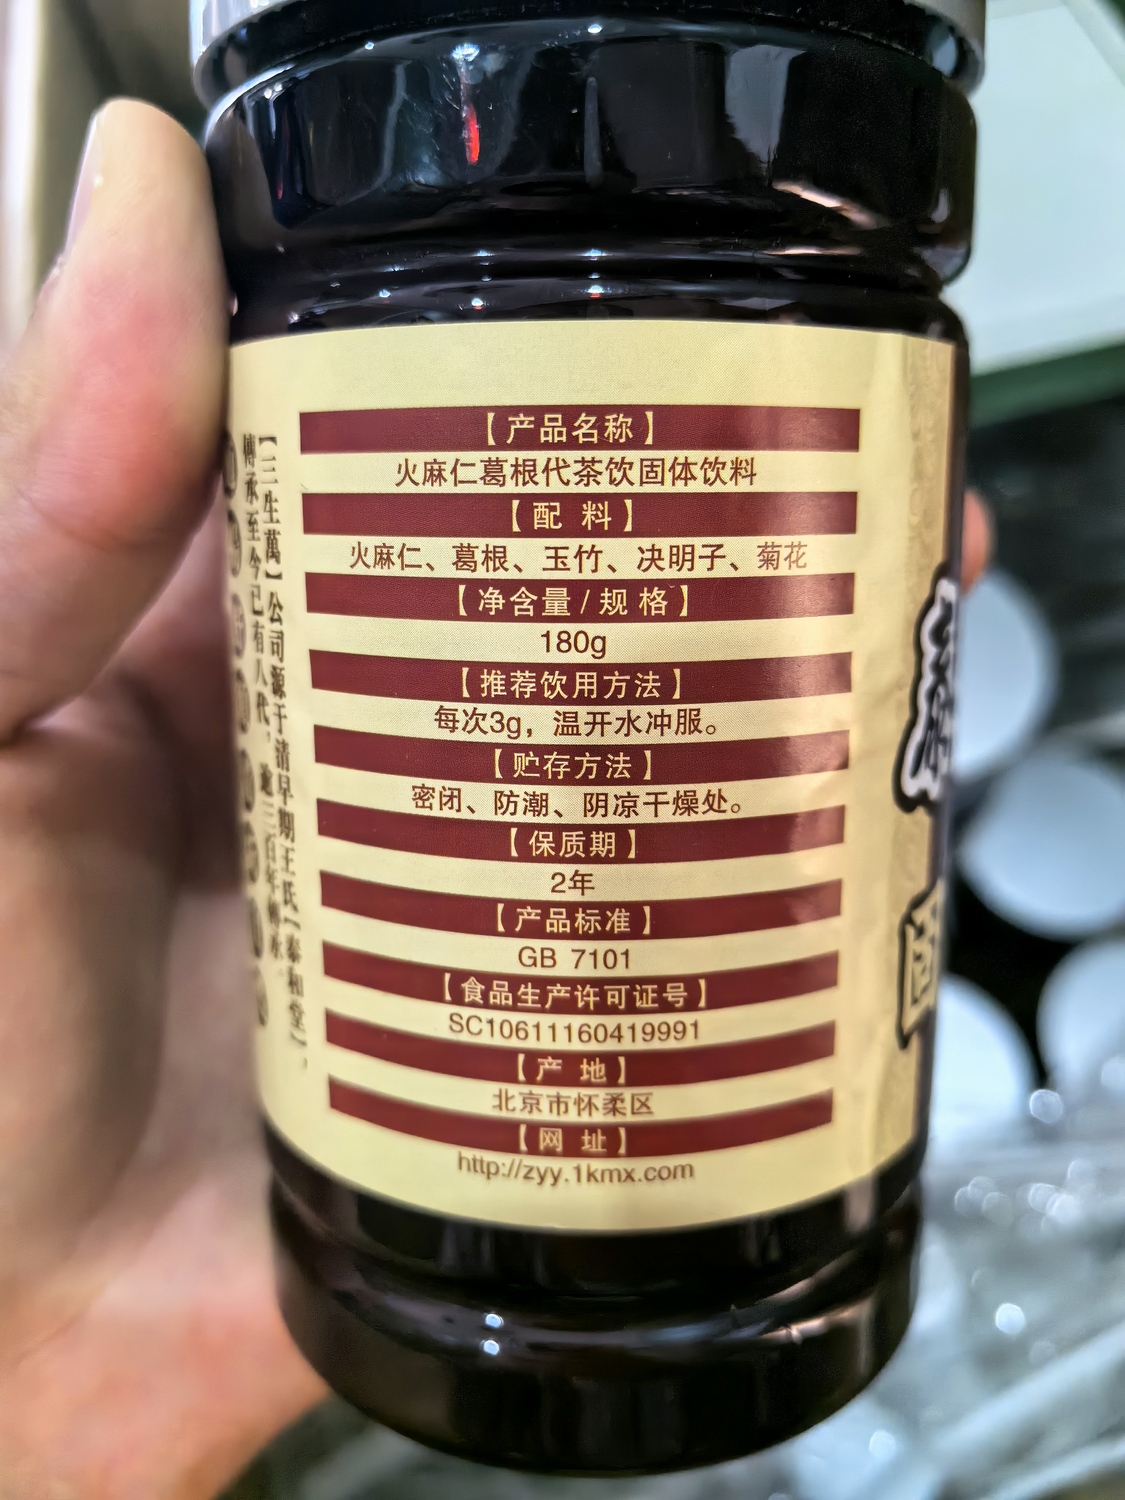 【产品名称】
火麻仁葛根代茶饮固体饮料
【配 料】
火麻仁、葛根、玉竹、决明子、菊花
【净含量/规格】
180g
【推荐饮用方法】
每次3g，温开水冲服。
【贮存方法】
密闭、防潮、阴凉干燥处。
【保质期】
2年
【产品标准】
GB 7101
【食品生产许可证号】
SC10611160419991
【产 地】
北京市怀柔区
【网 址】
http://zyy.1kmx.com
【三生萬】公司源于清早期王氏【泰和堂】，
傳承至今已有八代，逾三百年傳承。